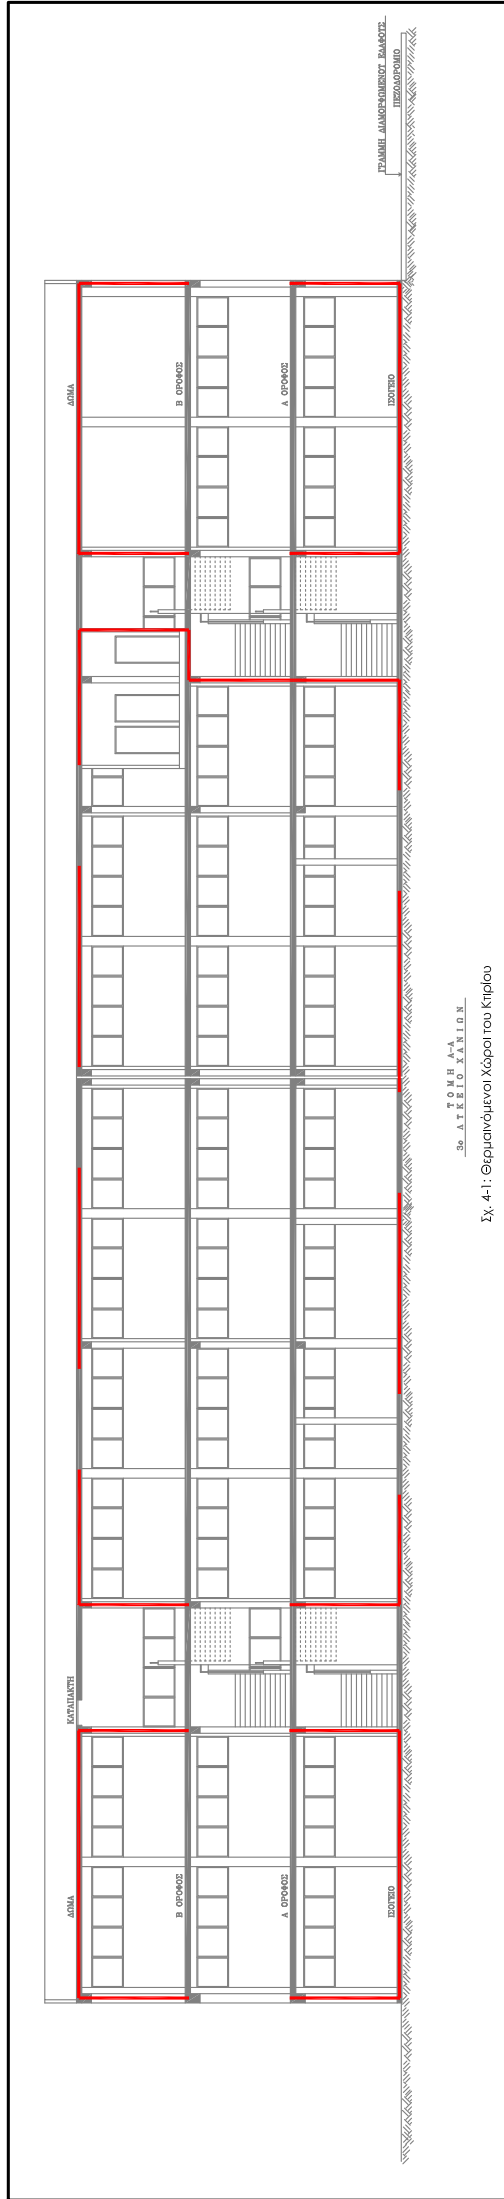 ΚΑΤΑΠΑΚΤΗ
ΔΩΜΑ
ΔΩΜΑ
Β ΟΡΟΦΟΣ
Β ΟΡΟΦΟΣ
Α ΟΡΟΦΟΣ
Α ΟΡΟΦΟΣ
ΓΡΑΜΜΗ ΔΙΑΜΟΡΦΩΜΕΝΟΥ ΕΔΑΦΟΥΣ
ΙΣΟΓΕΙΟ
ΙΣΟΓΕΙΟ
ΠΕΖΟΔΡΟΜΙΟ
ΤΟΜΗ Α-Α
3ο ΛΥΚΕΙΟ ΧΑΝΙΩΝ
Σχ. 4-1: Θερμαινόμενοι Χώροι του Κτιρίου